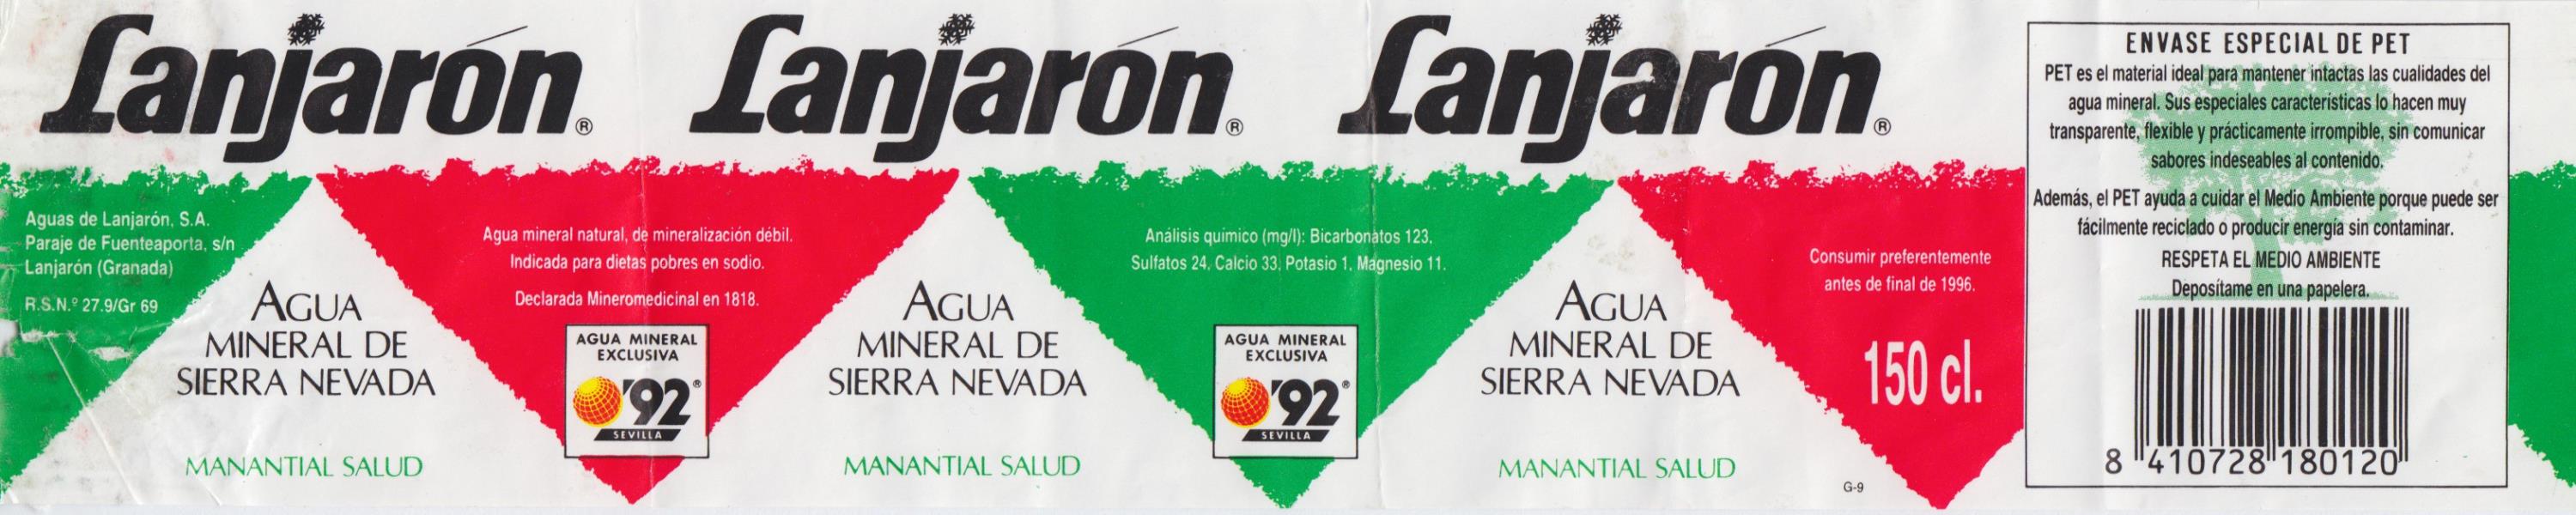 Lanjarón®
Lanjarón®
Lanjarón®
Aguas de Lanjarón, S.A.
Paraje de Fuenteaporta, s/n
Lanjarón (Granada)
R.S.N.º 27.9/Gr 69
AGUA
MINERAL DE
SIERRA NEVADA
MANANTIAL SALUD
Agua mineral natural, de mineralización débil.
Indicada para dietas pobres en sodio.
Declarada Mineromedicinal en 1818.
AGUA MINERAL
EXCLUSIVA
'92®
SEVILLA
AGUA
MINERAL DE
SIERRA NEVADA
MANANTIAL SALUD
Análisis químico (mg/l): Bicarbonatos 123,
Sulfatos 24, Calcio 33, Potasio 1, Magnesio 11.
AGUA MINERAL
EXCLUSIVA
'92®
SEVILLA
AGUA
MINERAL DE
SIERRA NEVADA
MANANTIAL SALUD
Consumir preferentemente
antes de final de 1996.
150 cl.
G-9
ENVASE ESPECIAL DE PET
PET es el material ideal para mantener intactas las cualidades del
agua mineral. Sus especiales características lo hacen muy
transparente, flexible y prácticamente irrompible, sin comunicar
sabores indeseables al contenido.
Además, el PET ayuda a cuidar el Medio Ambiente porque puede ser
fácilmente reciclado o producir energía sin contaminar.
RESPETA EL MEDIO AMBIENTE
Deposítame en una papelera.
8 410728 180120